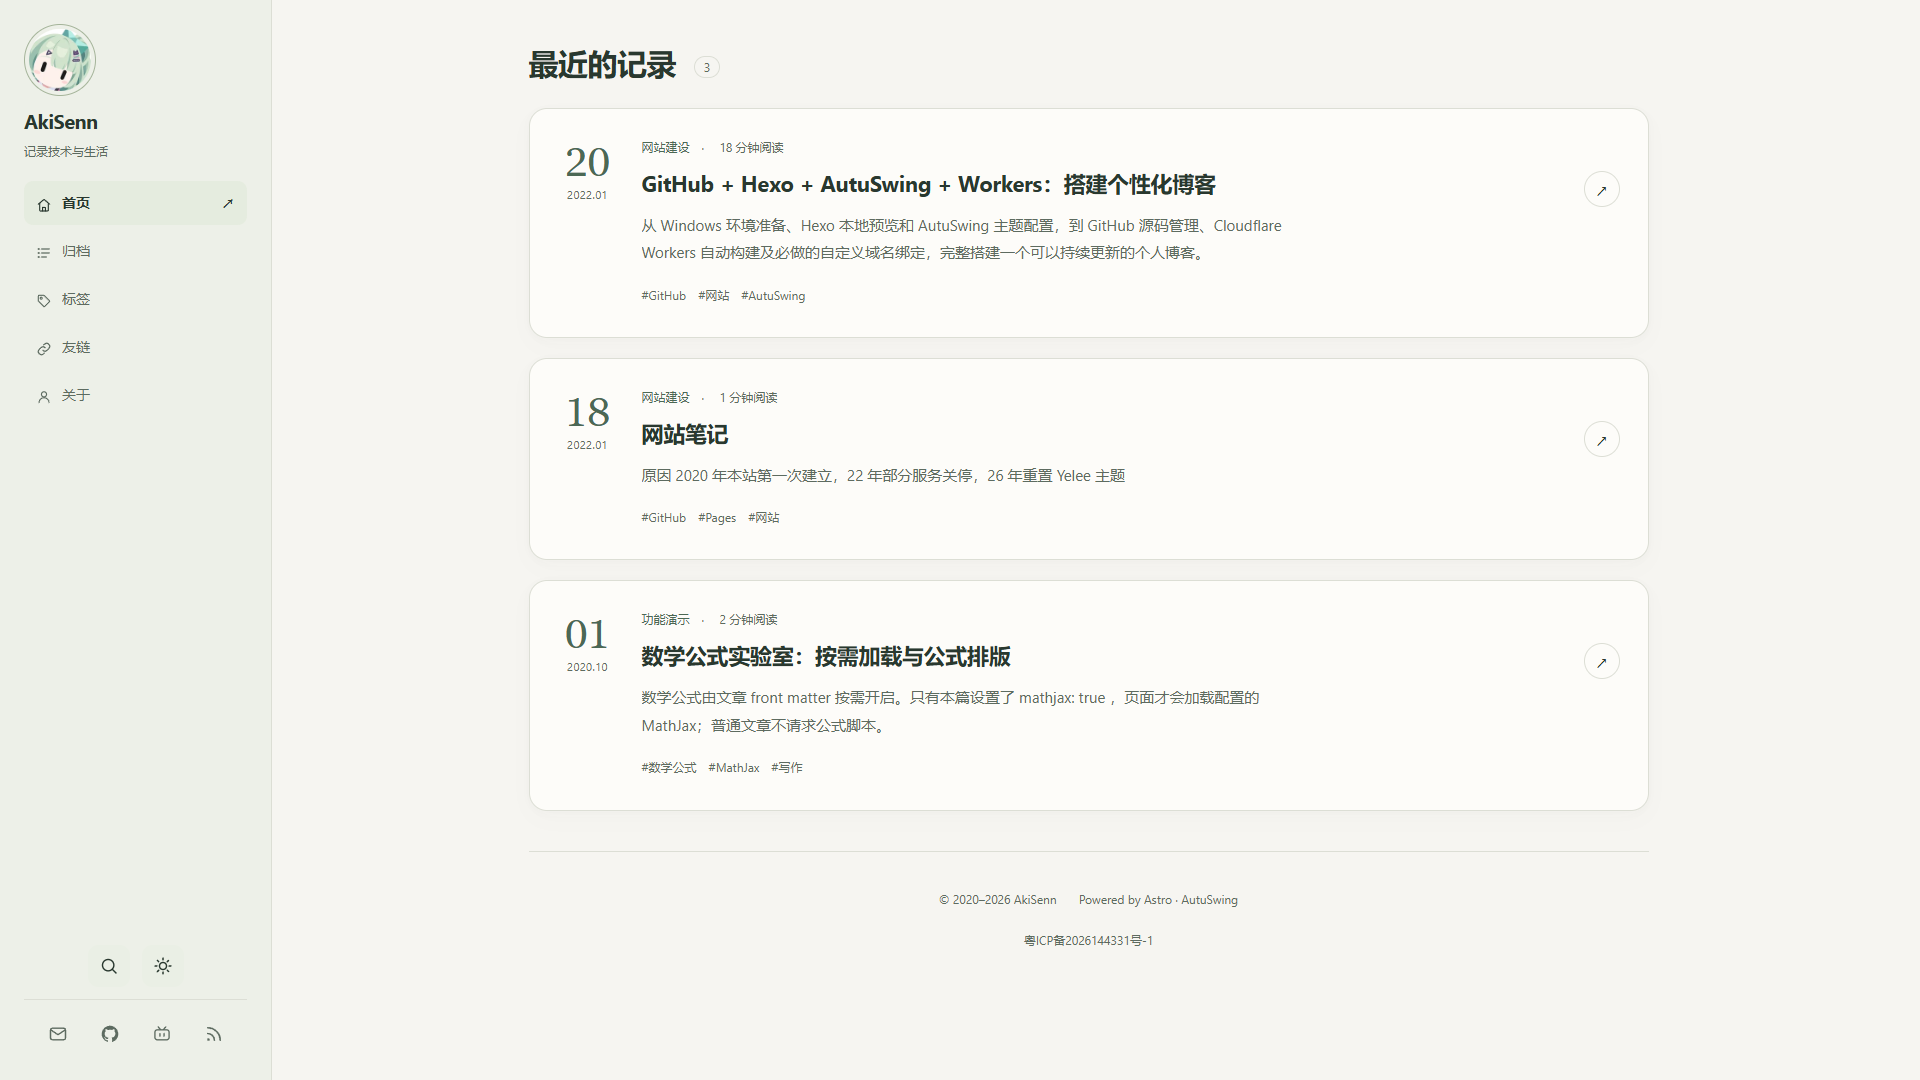 AkiSenn
记录技术与生活
首页
归档
标签
友链
关于
最近的记录 3
20
2022.01
网站建设 · 18 分钟阅读
GitHub + Hexo + AutuSwing + Workers：搭建个性化博客
从 Windows 环境准备、Hexo 本地预览和 AutuSwing 主题配置，到 GitHub 源码管理、Cloudflare
Workers 自动构建及必做的自定义域名绑定，完整搭建一个可以持续更新的个人博客。
#GitHub #网站 #AutuSwing
18
2022.01
网站建设 · 1 分钟阅读
网站笔记
原因 2020 年本站第一次建立，22 年部分服务关停，26 年重置 Yelee 主题
#GitHub #Pages #网站
01
2020.10
功能演示 · 2 分钟阅读
数学公式实验室：按需加载与公式排版
数学公式由文章 front matter 按需开启。只有本篇设置了 mathjax: true ，页面才会加载配置的
MathJax；普通文章不请求公式脚本。
#数学公式 #MathJax #写作
© 2020–2026 AkiSenn Powered by Astro · AutuSwing
粤ICP备2026144331号-1